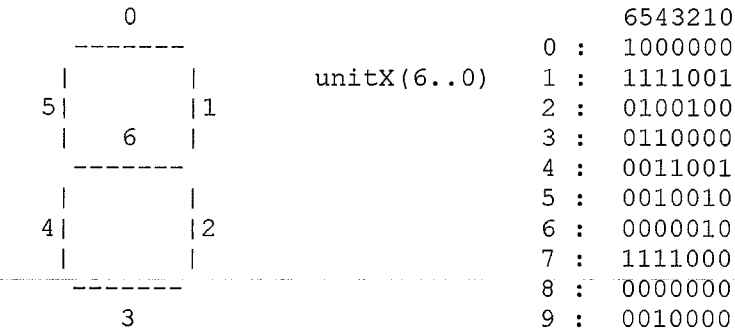 0 6543210
------- 0 : 1000000
| | unitX(6..0) 1 : 1111001
5| |1 2 : 0100100
| 6 | 3 : 0110000
------- 4 : 0011001
| | 5 : 0010010
4| |2 6 : 0000010
| | 7 : 1111000
------- 8 : 0000000
3 9 : 0010000